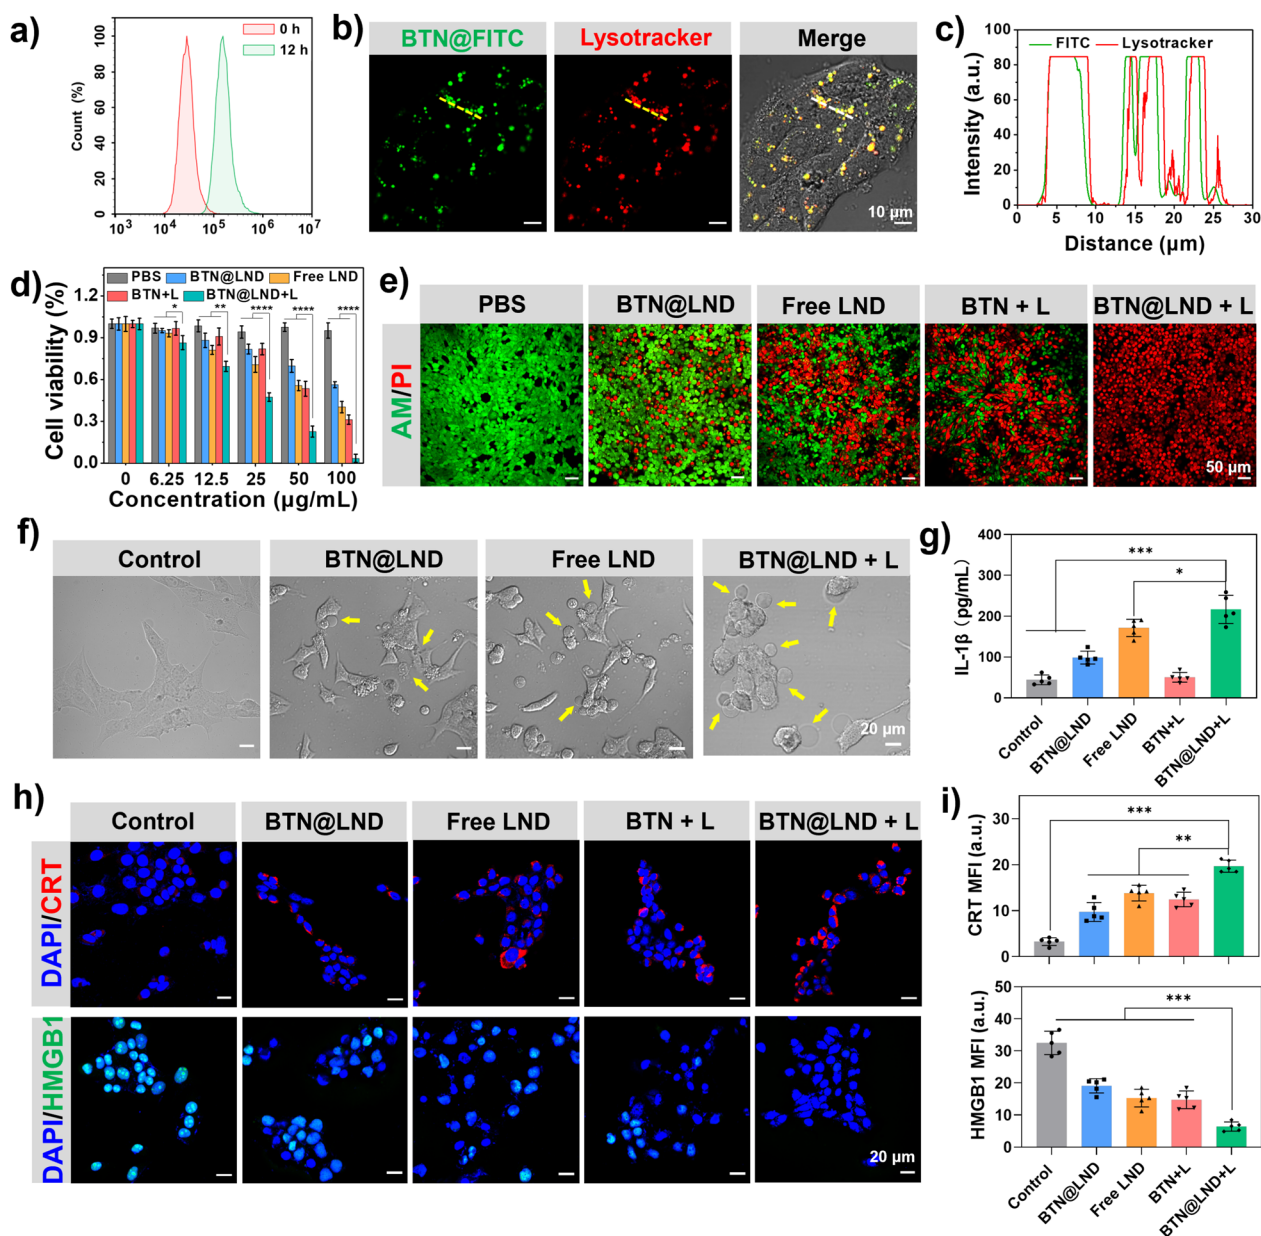 a)
0 h
12 h
Count (%)
100
80
60
40
20
0
10³ 10⁴ 10⁵ 10⁶ 10⁷
b)
BTN@FITC Lysotracker Merge
10 µm
c)
FITC Lysotracker
Intensity (a.u.)
80
60
40
20
0
0 5 10 15 20 25 30
Distance (µm)
d)
PBS BTN@LND Free LND
BTN+L BTN@LND+L
Cell viability (%)
1.2
0.9
0.6
0.3
0.0
* ** **** **** ****
0 6.25 12.5 25 50 100
Concentration (µg/mL)
e)
PBS BTN@LND Free LND BTN + L BTN@LND + L
AM/PI
50 µm
f)
Control BTN@LND Free LND BTN@LND + L
20 µm
g)
IL-1β (pg/mL)
400
300
200
100
0
***
*
Control BTN@LND Free LND BTN+L BTN@LND+L
h)
Control BTN@LND Free LND BTN + L BTN@LND + L
DAPI/CRT
DAPI/HMGB1
20 µm
i)
CRT MFI (a.u.)
30
20
10
0
***
**
HMGB1 MFI (a.u.)
50
40
30
20
10
0
***
Control BTN@LND Free LND BTN+L BTN@LND+L